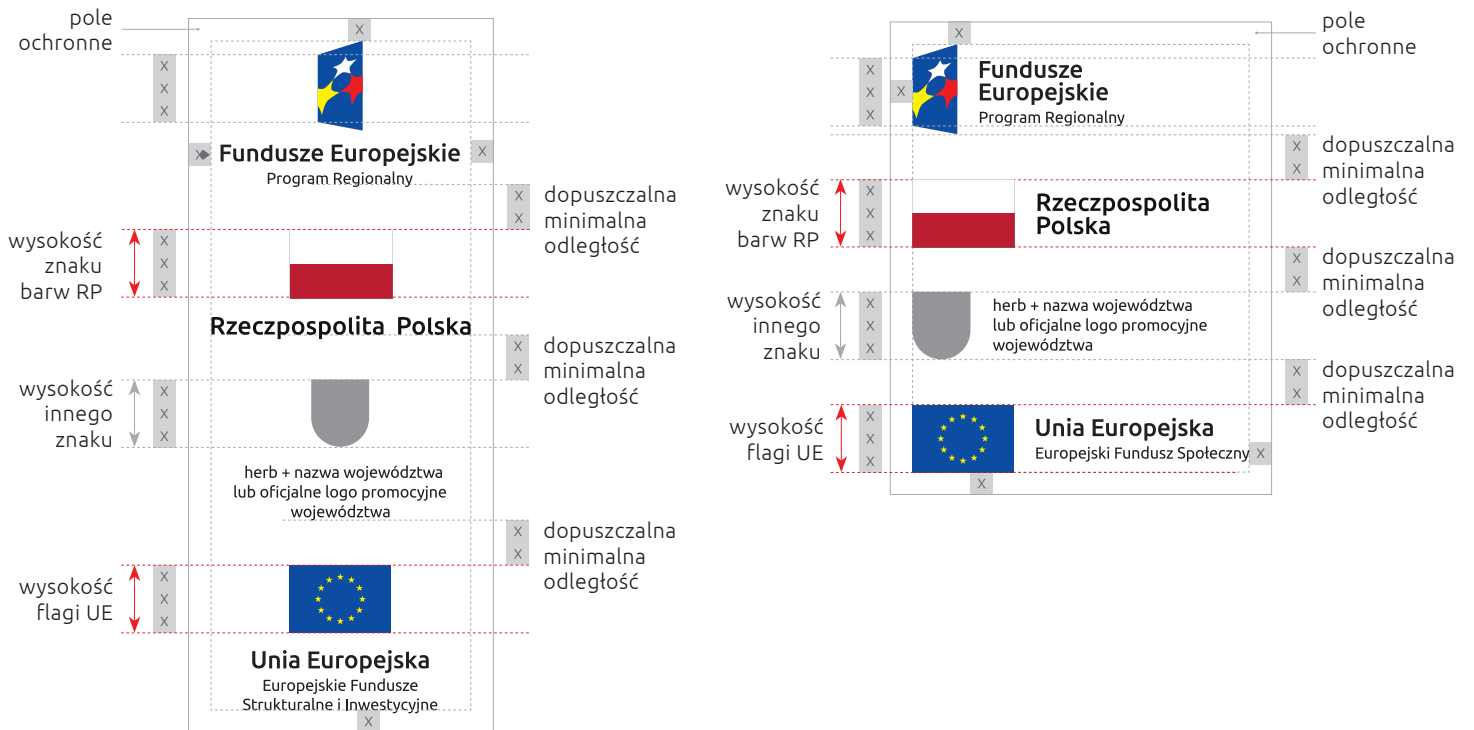 pole
ochronne
X
X
X
X
X
X
Fundusze Europejskie
Program Regionalny
X
X
X
dopuszczalna
minimalna
odległość
wysokość
znaku
barw RP
X
X
X
Rzeczpospolita Polska
X
X
dopuszczalna
minimalna
odległość
wysokość
innego
znaku
X
X
X
herb + nazwa województwa
lub oficjalne logo promocyjne
województwa
X
X
dopuszczalna
minimalna
odległość
wysokość
flagi UE
X
X
X
Unia Europejska
Europejskie Fundusze
Strukturalne i Inwestycyjne
X
pole
ochronne
X
X
X
X
X
Fundusze
Europejskie
Program Regionalny
X
X
dopuszczalna
minimalna
odległość
wysokość
znaku
barw RP
X
X
X
Rzeczpospolita
Polska
X
X
dopuszczalna
minimalna
odległość
wysokość
innego
znaku
X
X
X
herb + nazwa województwa
lub oficjalne logo promocyjne
województwa
X
X
dopuszczalna
minimalna
odległość
wysokość
flagi UE
X
X
X
Unia Europejska
Europejski Fundusz Społeczny
X
X